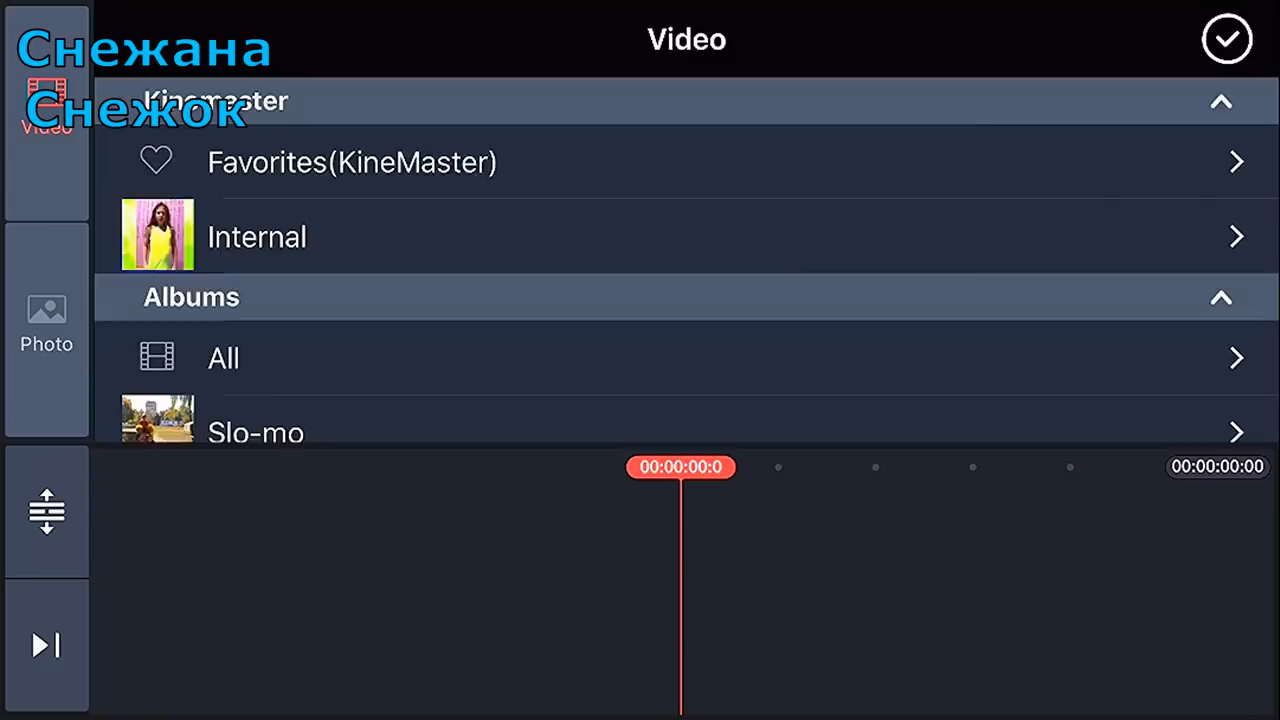 Снежана
Снежок
Video
Video
Kinemaster
Favorites(KineMaster)
Internal
Albums
All
Slo-mo
Photo
00:00:00:0
00:00:00:00